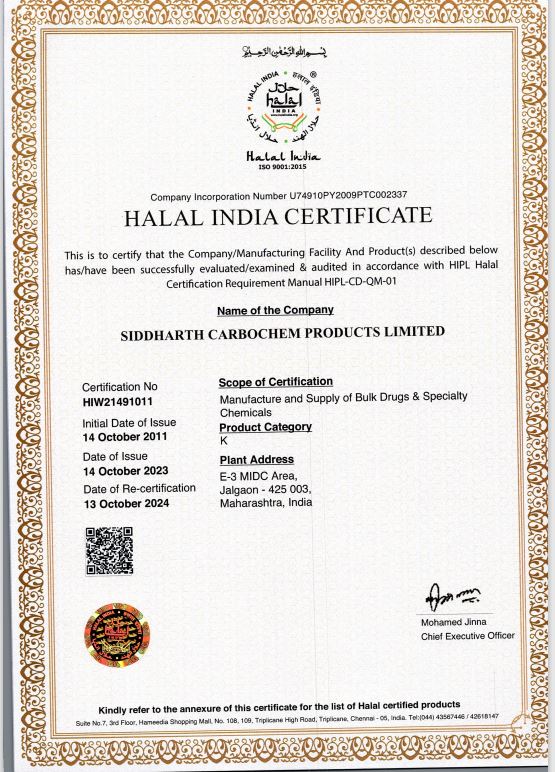 بسم الله الرحمن الرحيم
HALAL INDIA • हलाल इंडिया
®
حلال
halal
INDIA
حلال انڈیا • حلال الهند
Halal India
ISO 9001:2015
Company Incorporation Number U74910PY2009PTC002337
HALAL INDIA CERTIFICATE
This is to certify that the Company/Manufacturing Facility And Product(s) described below
has/have been successfully evaluated/examined & audited in accordance with HIPL Halal
Certification Requirement Manual HIPL-CD-QM-01
Name of the Company
SIDDHARTH CARBOCHEM PRODUCTS LIMITED
Certification No
HIW21491011
Initial Date of Issue
14 October 2011
Date of Issue
14 October 2023
Date of Re-certification
13 October 2024
Scope of Certification
Manufacture and Supply of Bulk Drugs & Specialty
Chemicals
Product Category
K
Plant Address
E-3 MIDC Area,
Jalgaon - 425 003,
Maharashtra, India
halal
Mohamed Jinna
Chief Executive Officer
Kindly refer to the annexure of this certificate for the list of Halal certified products
Suite No.7, 3rd Floor, Hameedia Shopping Mall, No. 108, 109, Triplicane High Road, Triplicane, Chennai - 05, India. Tel:(044) 43567446 / 42618147